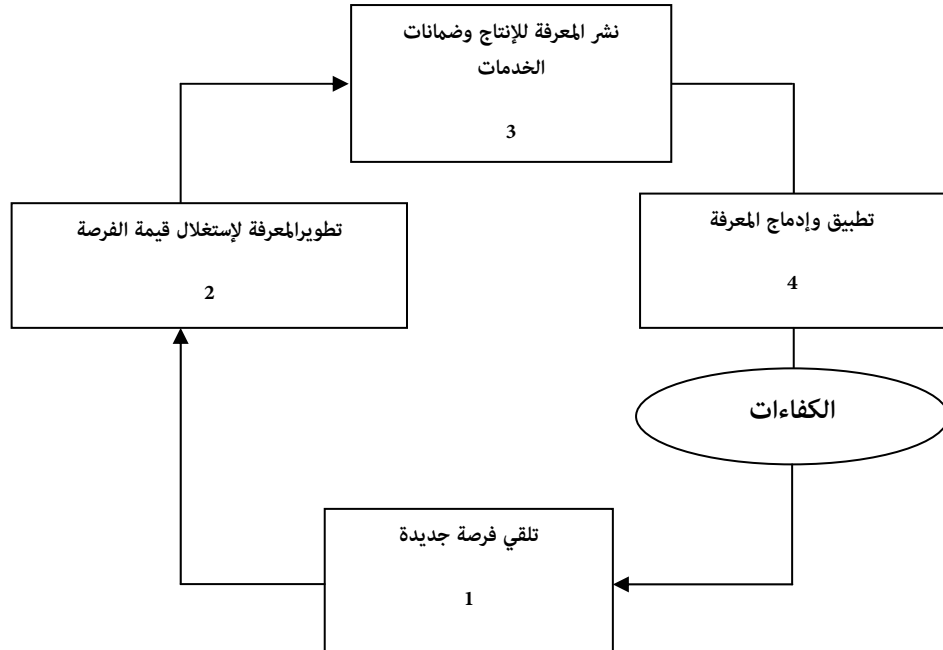 نشر المعرفة للإنتاج وضمانات
الخدمات
3
تطبيق وإدماج المعرفة
4
تطويرالمعرفة لإستغلال قيمة الفرصة
2
الكفاءات
تلقي فرصة جديدة
1